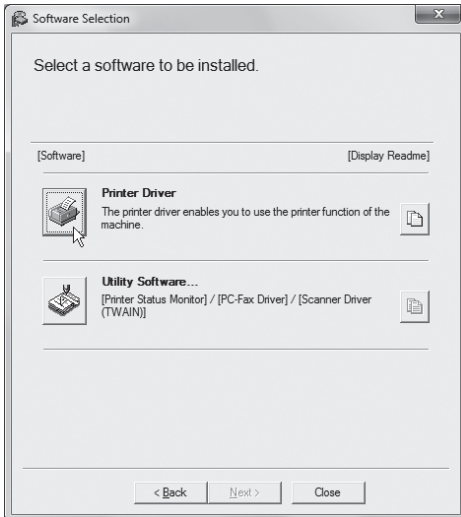 Software Selection
Select a software to be installed.
[Software] [Display Readme]
Printer Driver
The printer driver enables you to use the printer function of the
machine.
Utility Software...
[Printer Status Monitor] / [PC-Fax Driver] / [Scanner Driver
(TWAIN)]
< Back Next > Close